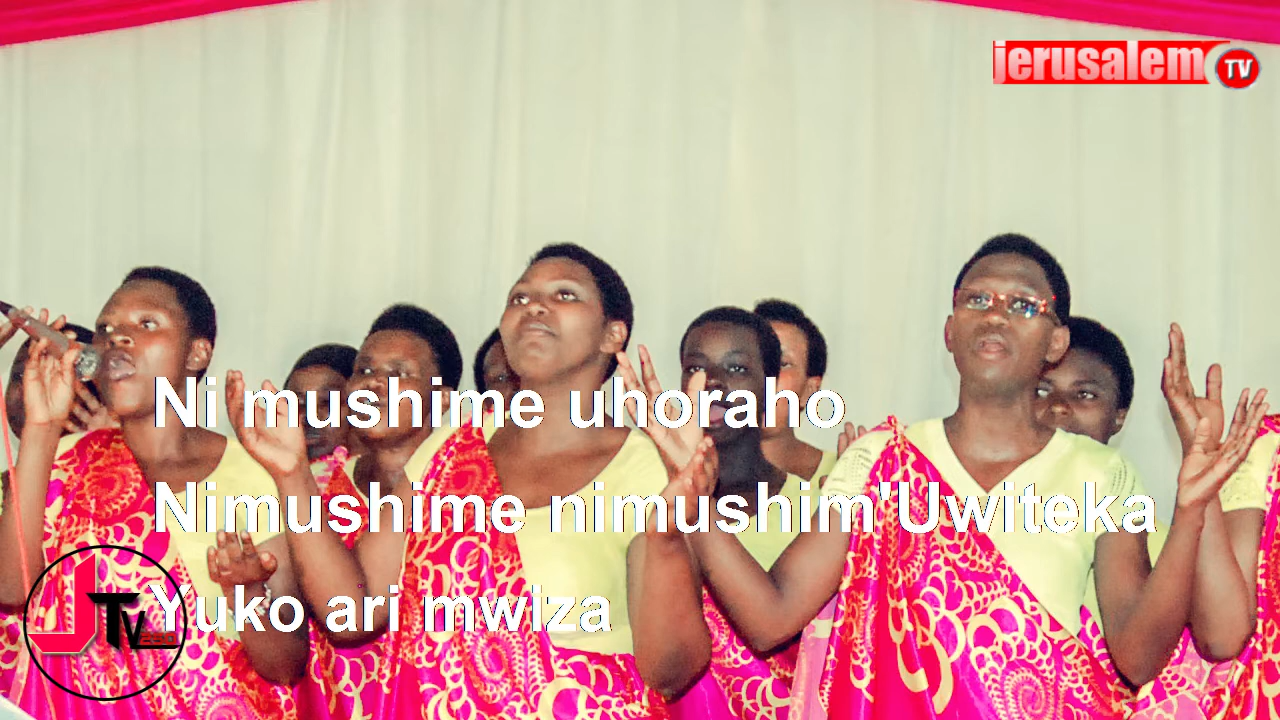 jerusalem TV
Ni mushime uhoraho
Nimushime nimushim'Uwiteka
Yuko ari mwiza
JTV